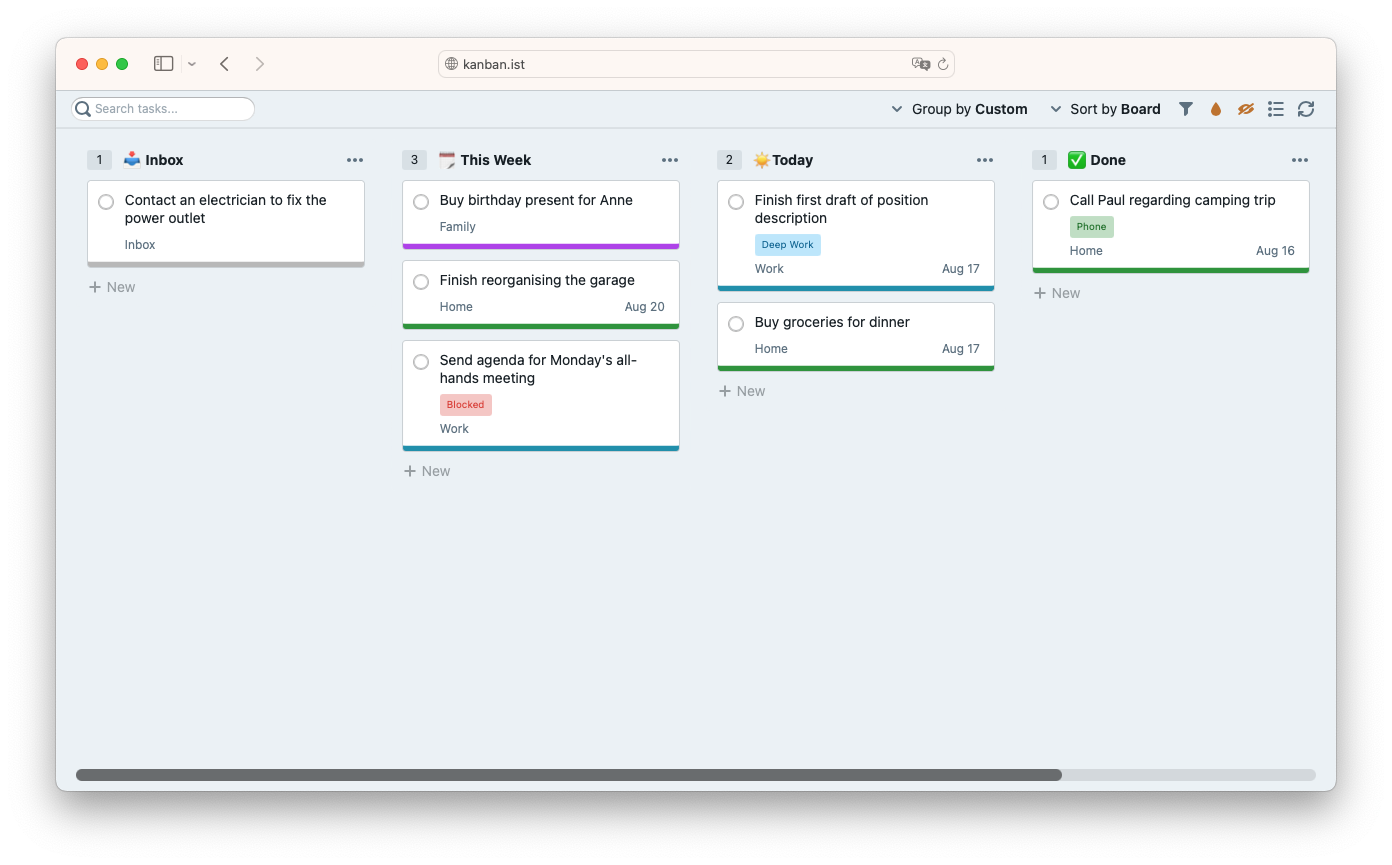 kanban.ist
Search tasks...
Group by Custom
Sort by Board
1 Inbox
Contact an electrician to fix the
power outlet
Inbox
New
3 This Week
Buy birthday present for Anne
Family
Finish reorganising the garage
Home Aug 20
Send agenda for Monday's all-
hands meeting
Blocked
Work
New
2 Today
Finish first draft of position
description
Deep Work
Work Aug 17
Buy groceries for dinner
Home Aug 17
New
1 Done
Call Paul regarding camping trip
Phone
Home Aug 16
New